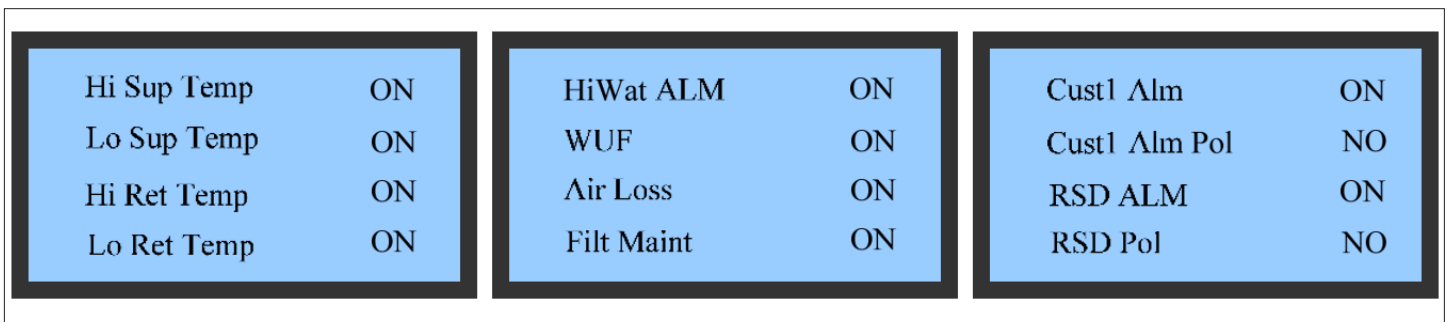 Hi Sup Temp ON
Lo Sup Temp ON
Hi Ret Temp ON
Lo Ret Temp ON
HiWat ALM ON
WUF ON
Air Loss ON
Filt Maint ON
Cust1 Alm ON
Cust1 Alm Pol NO
RSD ALM ON
RSD Pol NO